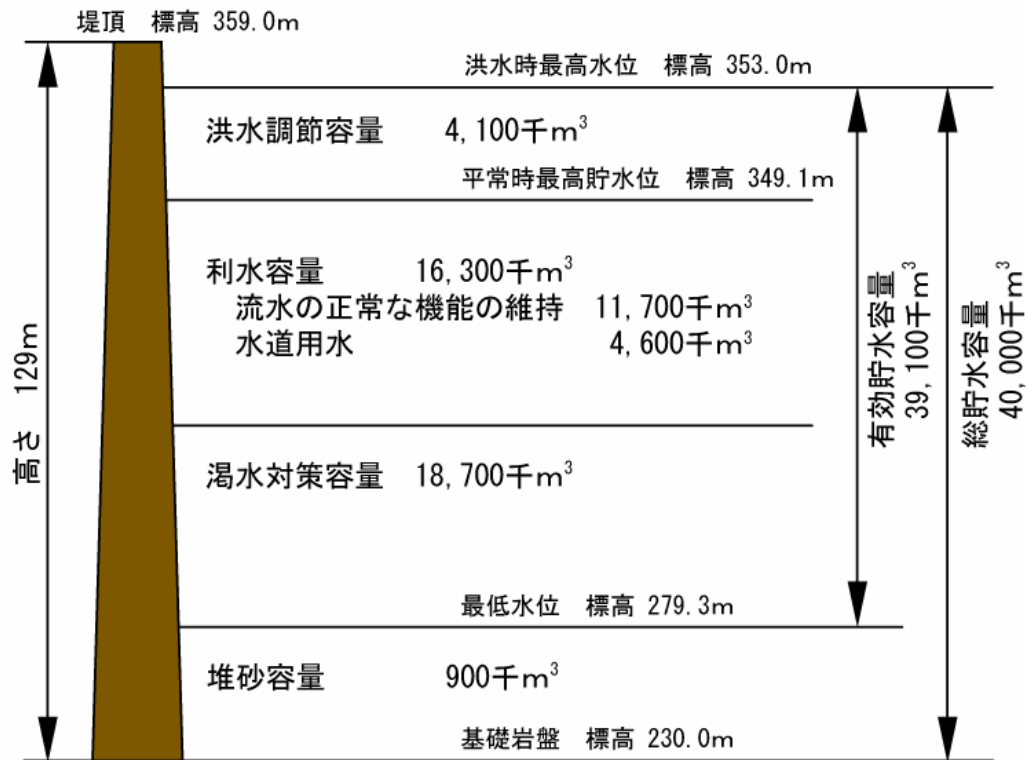 堤頂 標高 359.0m
洪水時最高水位 標高 353.0m
洪水調節容量 4,100千m³
平常時最高貯水位 標高 349.1m
利水容量 16,300千m³
流水の正常な機能の維持 11,700千m³
水道用水 4,600千m³
渇水対策容量 18,700千m³
最低水位 標高 279.3m
堆砂容量 900千m³
基礎岩盤 標高 230.0m
高さ 129m
有効貯水容量
39,100千m³
総貯水容量
40,000千m³